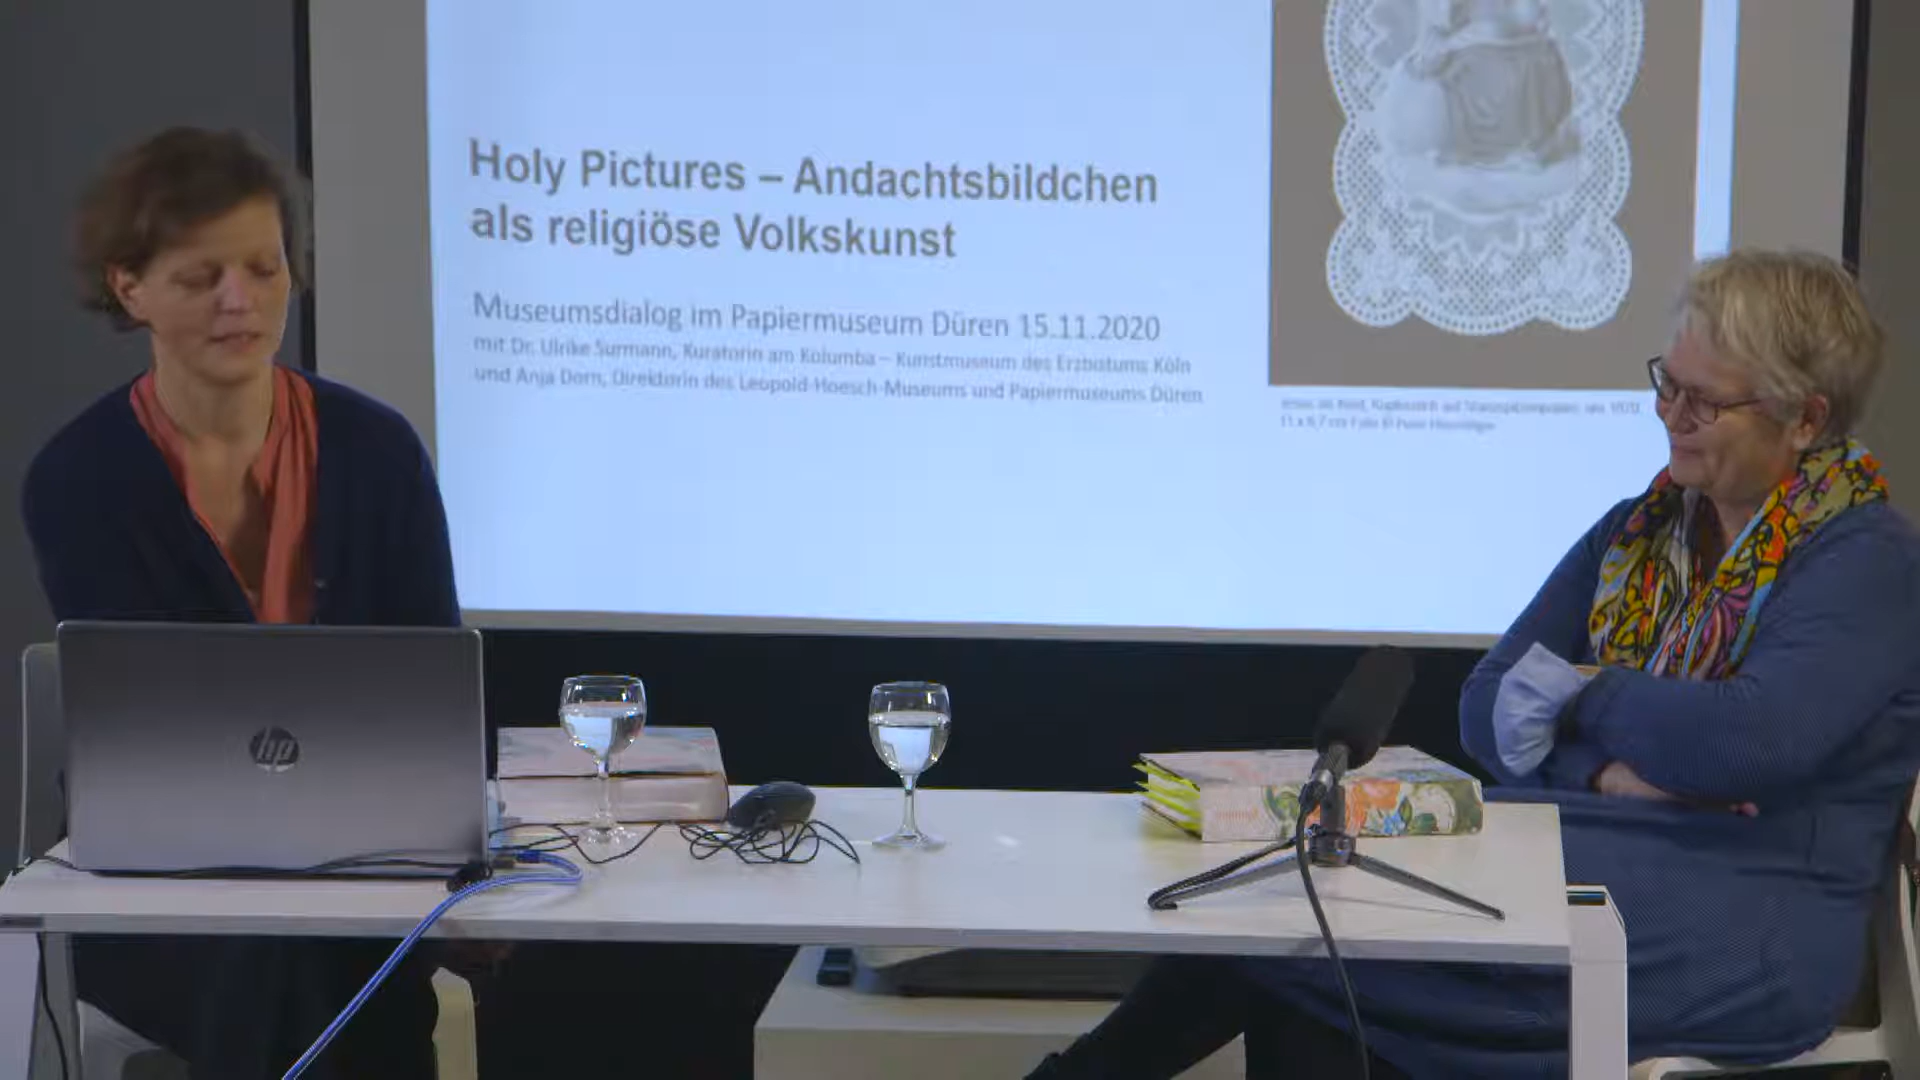 Holy Pictures – Andachtsbildchen
als religiöse Volkskunst
Museumsdialog im Papiermuseum Düren 15.11.2020
mit Dr. Ulrike Surmann, Kuratorin am Kolumba – Kunstmuseum des Erzbistums Köln
und Anja Dorn, Direktorin des Leopold-Hoesch-Museums und Papiermuseums Düren
hp